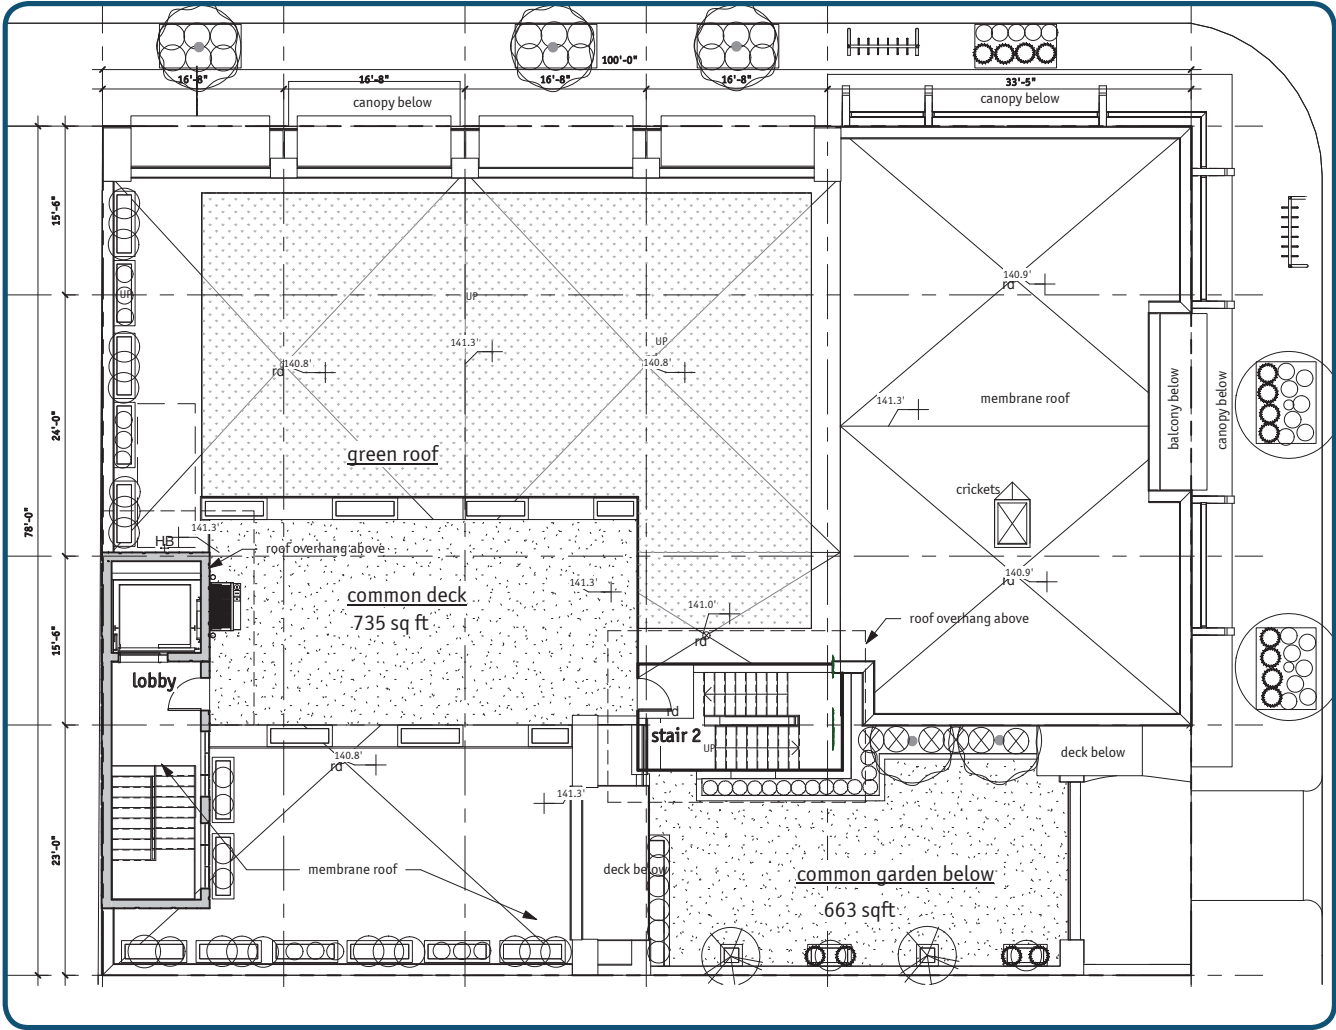 100'-0"
16'-8"
16'-8"
16'-8"
16'-8"
33'-5"
canopy below
canopy below
15'-6"
UP
UP
140.9'
rd
141.3'
UP
140.8'
rd
140.8'
24'-0"
141.3'
membrane roof
balcony below
canopy below
green roof
crickets
78'-0"
141.3'
HB
roof overhang above
140.9'
rd
141.3'
common deck
735 sq ft
141.0'
rd
roof overhang above
15'-6"
lobby
rd
stair 2
UP
deck below
140.8'
rd
141.3'
23'-0"
membrane roof
deck below
common garden below
663 sqft